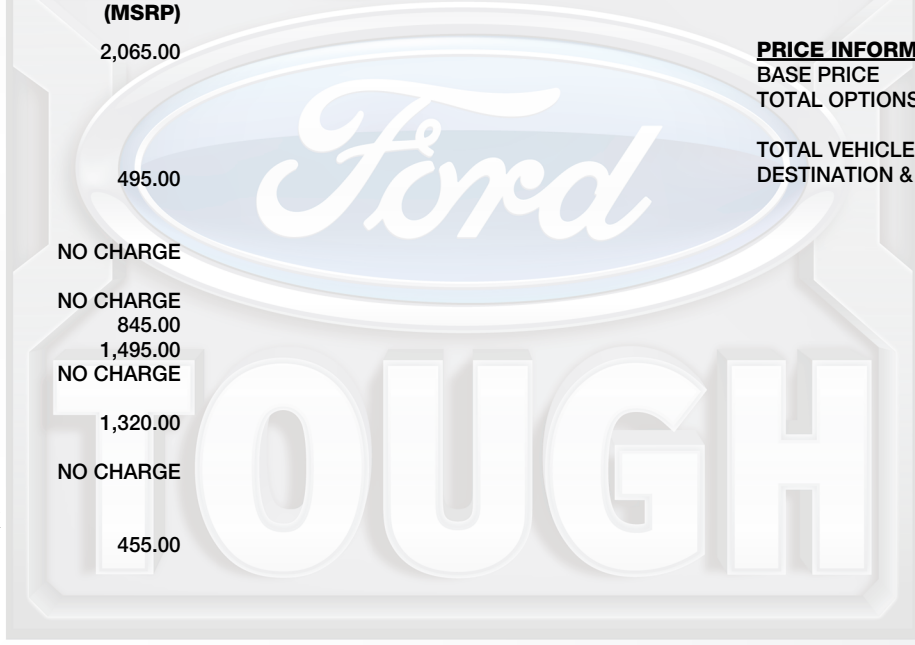 (MSRP)
2,065.00
495.00
NO CHARGE
NO CHARGE
845.00
1,495.00
NO CHARGE
1,320.00
NO CHARGE
455.00
PRICE INFORM
BASE PRICE
TOTAL OPTIONS
TOTAL VEHICLE
DESTINATION &
Ford
TOUGH